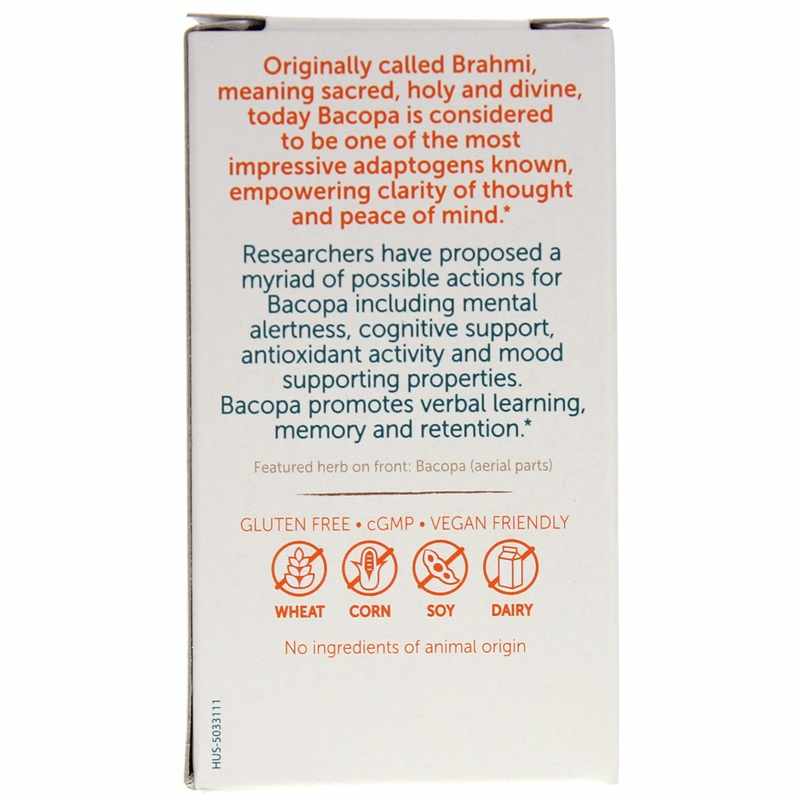 Originally called Brahmi,
meaning sacred, holy and divine,
today Bacopa is considered
to be one of the most
impressive adaptogens known,
empowering clarity of thought
and peace of mind.*
Researchers have proposed a
myriad of possible actions for
Bacopa including mental
alertness, cognitive support,
antioxidant activity and mood
supporting properties.
Bacopa promotes verbal learning,
memory and retention.*
Featured herb on front: Bacopa (aerial parts)
GLUTEN FREE • cGMP • VEGAN FRIENDLY
WHEAT CORN SOY DAIRY
No ingredients of animal origin
HUS-5033111